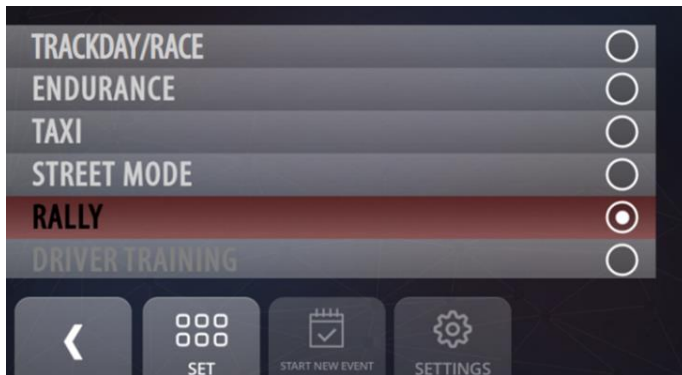 TRACKDAY/RACE
ENDURANCE
TAXI
STREET MODE
RALLY
DRIVER TRAINING
SET
START NEW EVENT
SETTINGS